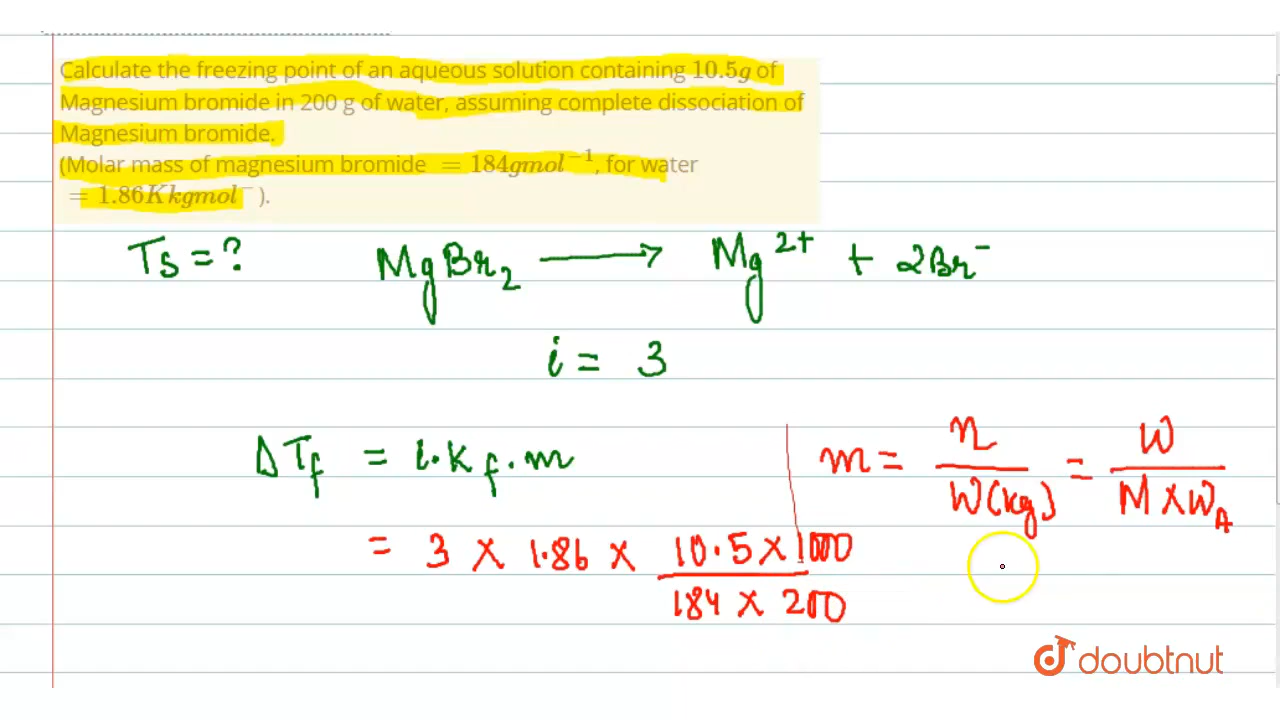 Calculate the freezing point of an aqueous solution containing 10.5g of
Magnesium bromide in 200 g of water, assuming complete dissociation of
Magnesium bromide.
(Molar mass of magnesium bromide = 184gmol⁻¹, for water
= 1.86Kkgmol⁻).
Ts = ? MgBr₂ ⟶ Mg²⁺ + 2Br⁻
i = 3
ΔTf = i.Kf.m
m = n / W(kg) = W / M × W_A
= 3 × 1.86 × 10.5 × 1000 / 184 × 200
doubtnut